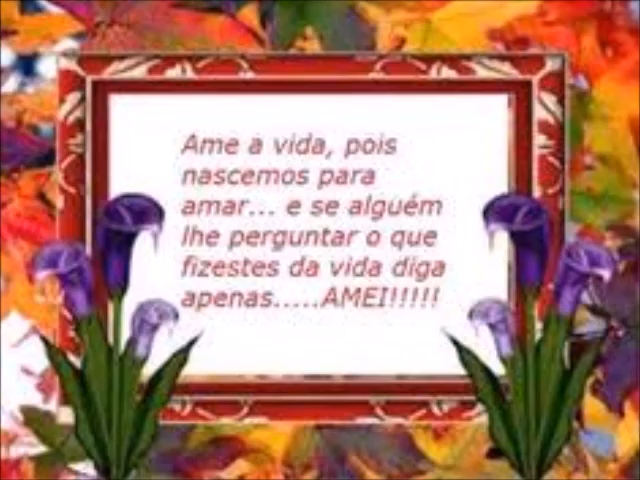 Ame a vida, pois
nascemos para
amar... e se alguém
lhe perguntar o que
fizestes da vida diga
apenas.....AMEI!!!!!